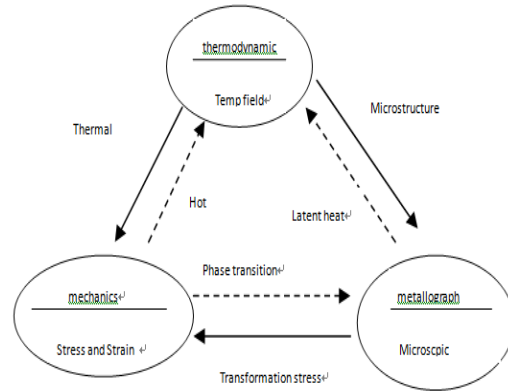 thermodynamic
Temp field
Microstructure
Thermal
Hot
Latent heat
Phase transition
mechanics
metallograph
Stress and Strain
Microscpic
Transformation stress